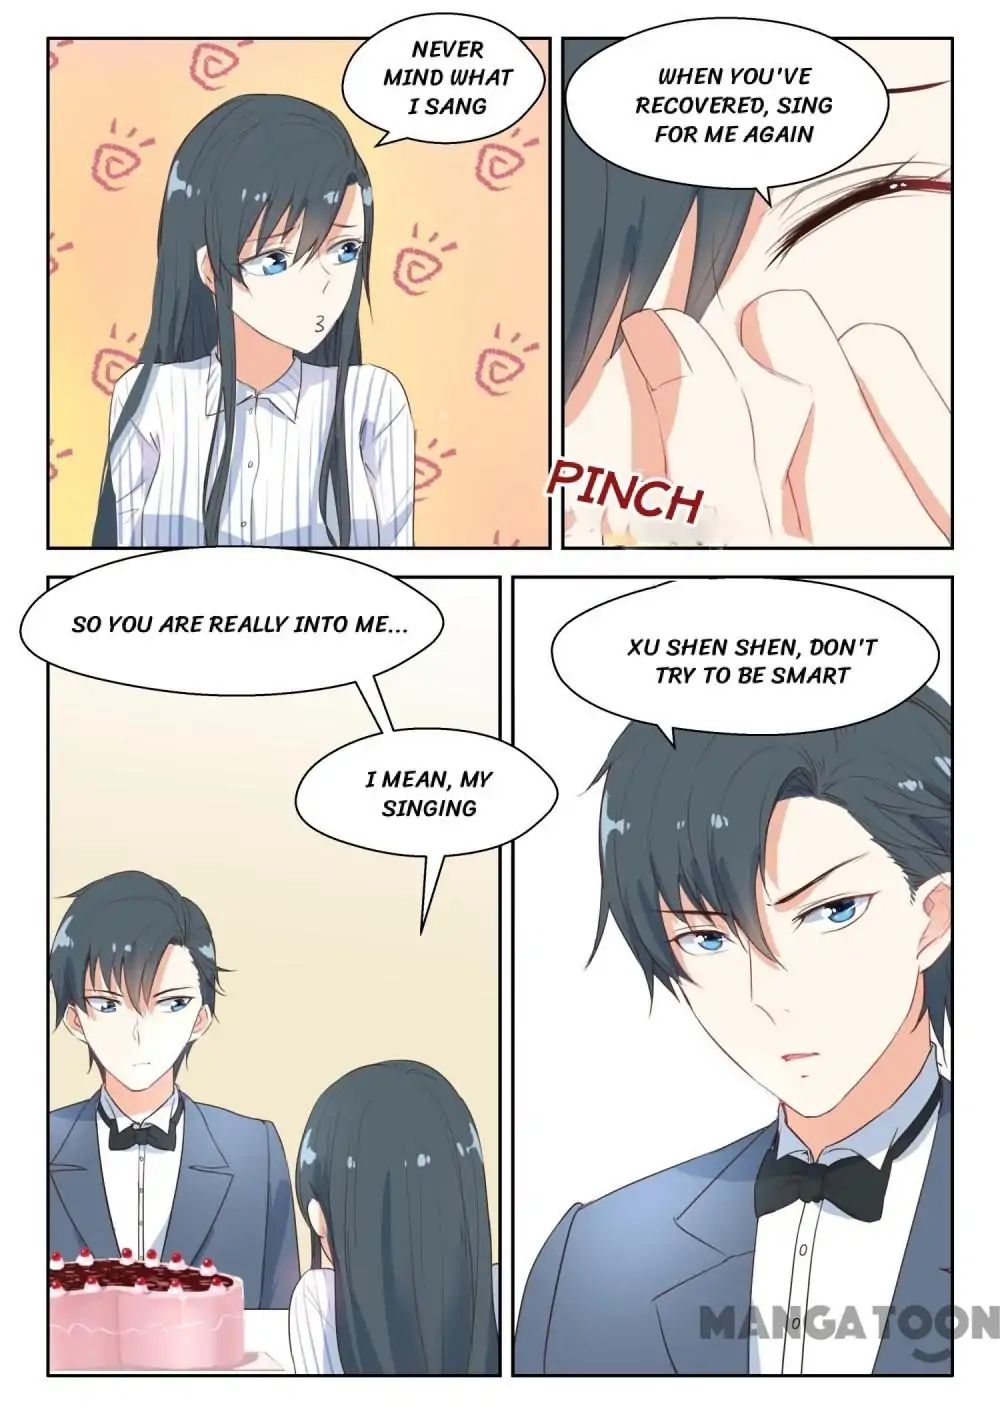 NEVER
MIND WHAT
I SANG
WHEN YOU'VE
RECOVERED, SING
FOR ME AGAIN
PINCH
SO YOU ARE REALLY INTO ME...
I MEAN, MY
SINGING
XU SHEN SHEN, DON'T
TRY TO BE SMART
MANGATOON